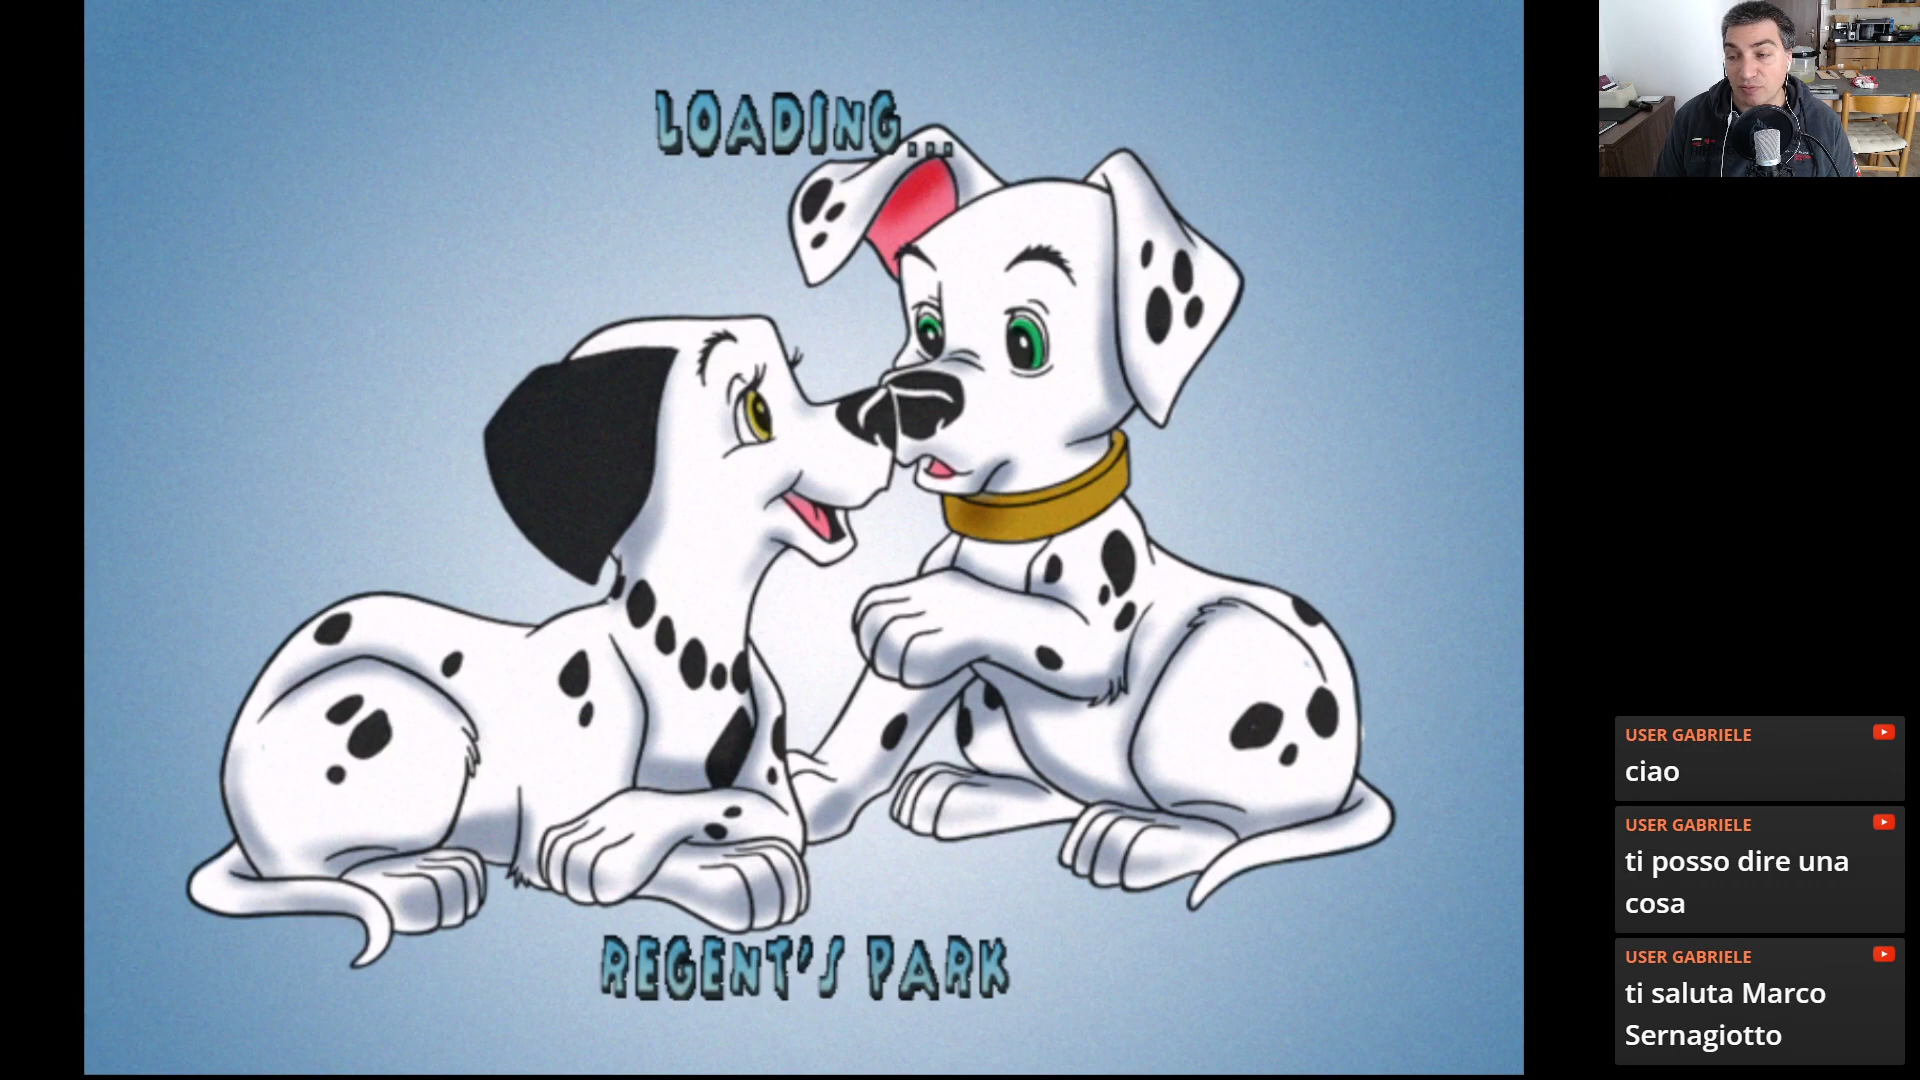 LOADING...
REGENT'S PARK
USER GABRIELE
ciao
USER GABRIELE
ti posso dire una
cosa
USER GABRIELE
ti saluta Marco
Sernagiotto